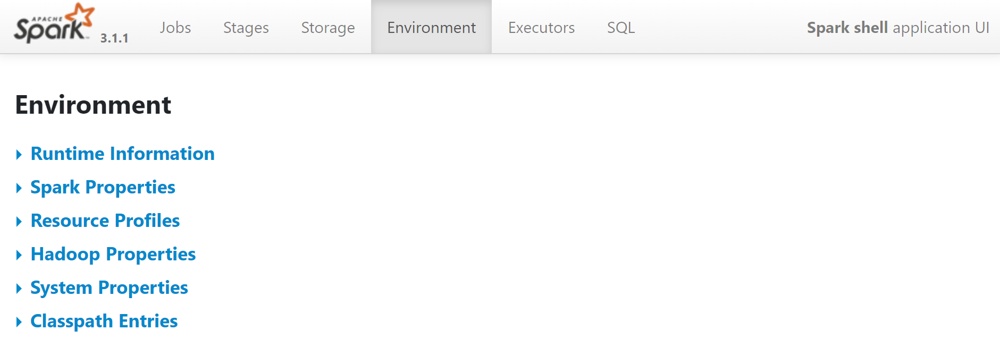 APACHE
Spark™ 3.1.1 Jobs Stages Storage Environment Executors SQL Spark shell application UI
Environment
Runtime Information
Spark Properties
Resource Profiles
Hadoop Properties
System Properties
Classpath Entries